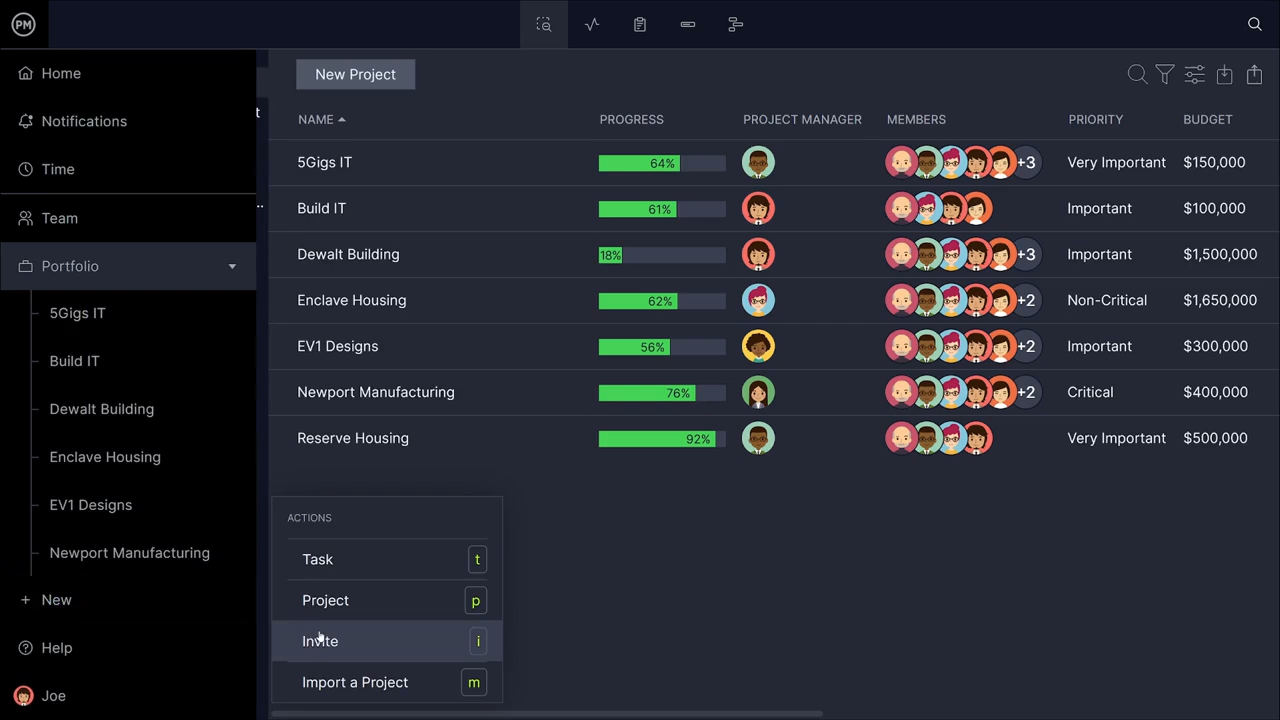 PM
Home
Notifications
Time
Team
Portfolio
5Gigs IT
Build IT
Dewalt Building
Enclave Housing
EV1 Designs
Newport Manufacturing
+ New
Help
Joe
t
...
New Project
NAME PROGRESS PROJECT MANAGER MEMBERS PRIORITY BUDGET
5Gigs IT 64% +3 Very Important $150,000
Build IT 61% Important $100,000
Dewalt Building 18% +3 Important $1,500,000
Enclave Housing 62% +2 Non-Critical $1,650,000
EV1 Designs 56% +2 Important $300,000
Newport Manufacturing 76% +2 Critical $400,000
Reserve Housing 92% Very Important $500,000
ACTIONS
Task t
Project p
Invite i
Import a Project m